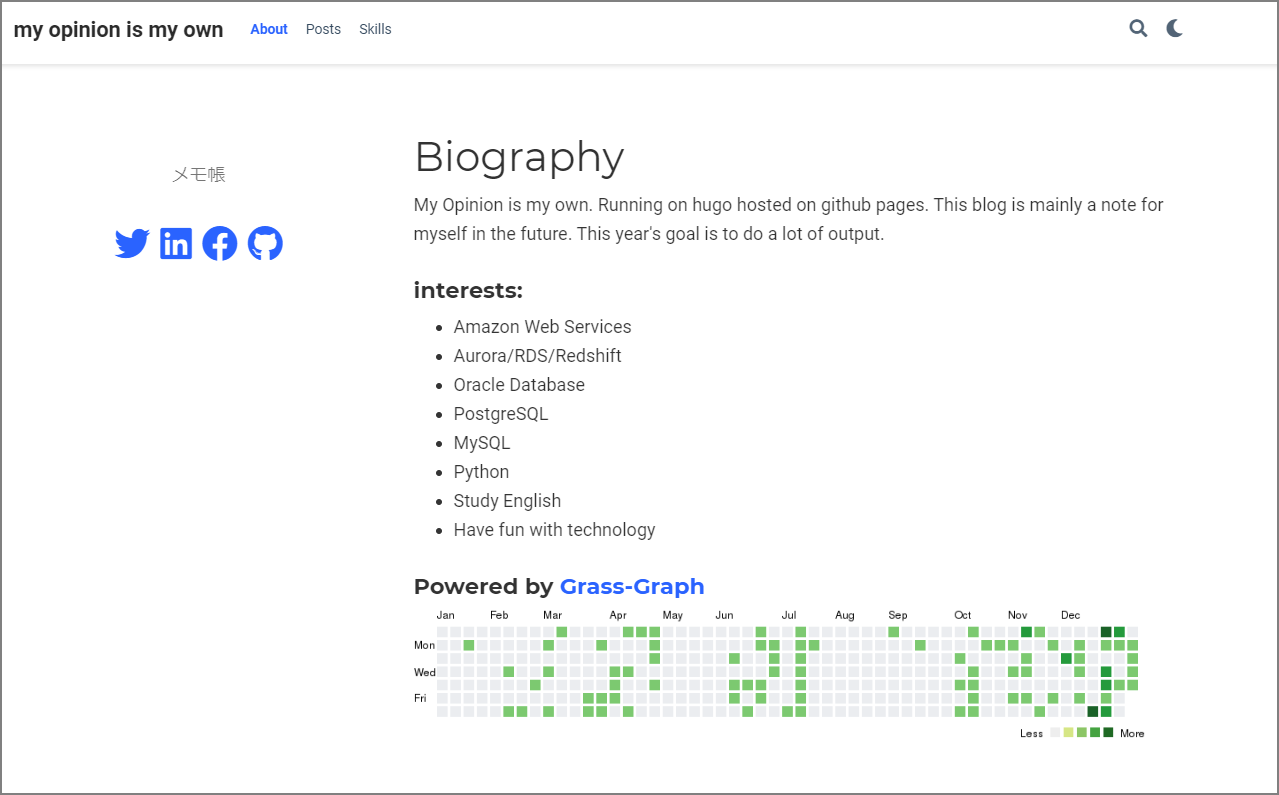 my opinion is my own
About Posts Skills
メモ帳
Biography
My Opinion is my own. Running on hugo hosted on github pages. This blog is mainly a note for
myself in the future. This year's goal is to do a lot of output.
interests:
Amazon Web Services
Aurora/RDS/Redshift
Oracle Database
PostgreSQL
MySQL
Python
Study English
Have fun with technology
Powered by Grass-Graph
Jan Feb Mar Apr May Jun Jul Aug Sep Oct Nov Dec
Mon
Wed
Fri
Less More